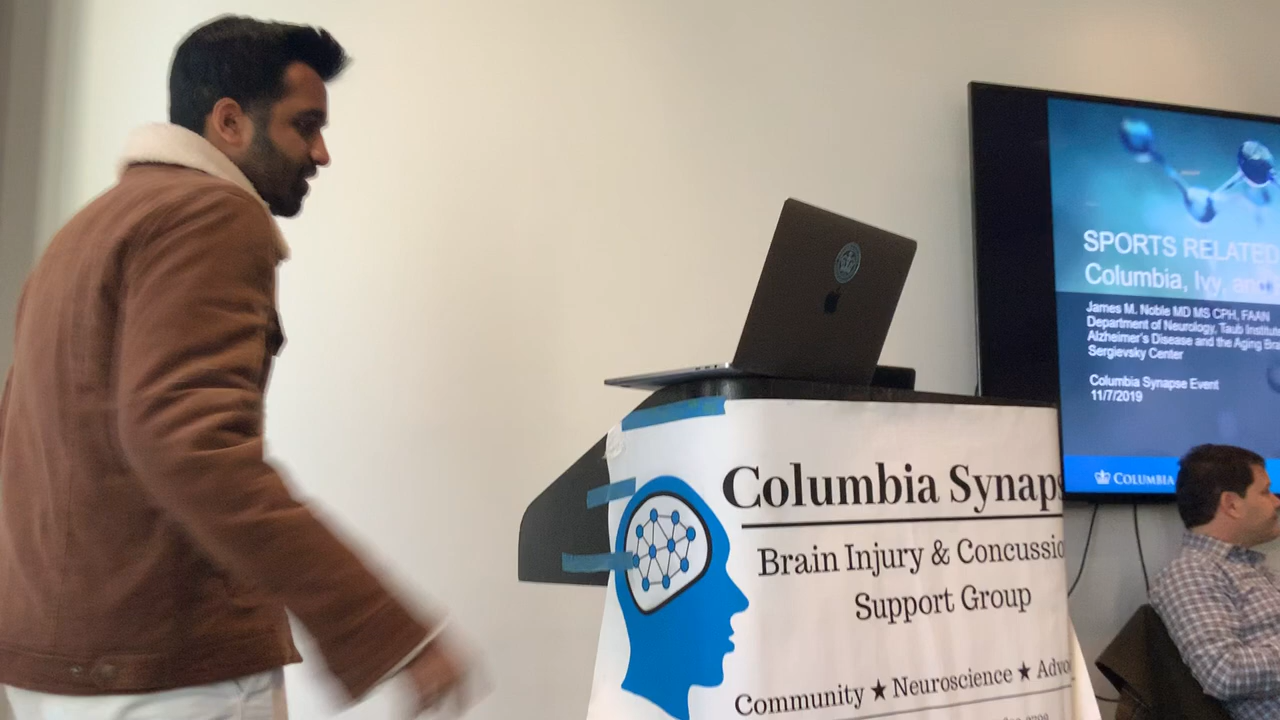 SPORTS RELATED
Columbia, Ivy, and
James M. Noble MD MS CPH, FAAN
Department of Neurology, Taub Institute
Alzheimer's Disease and the Aging Bra
Sergievsky Center
Columbia Synapse Event
11/7/2019
COLUMBIA
Columbia Synaps
Brain Injury & Concussio
Support Group
Community ★ Neuroscience ★ Advo